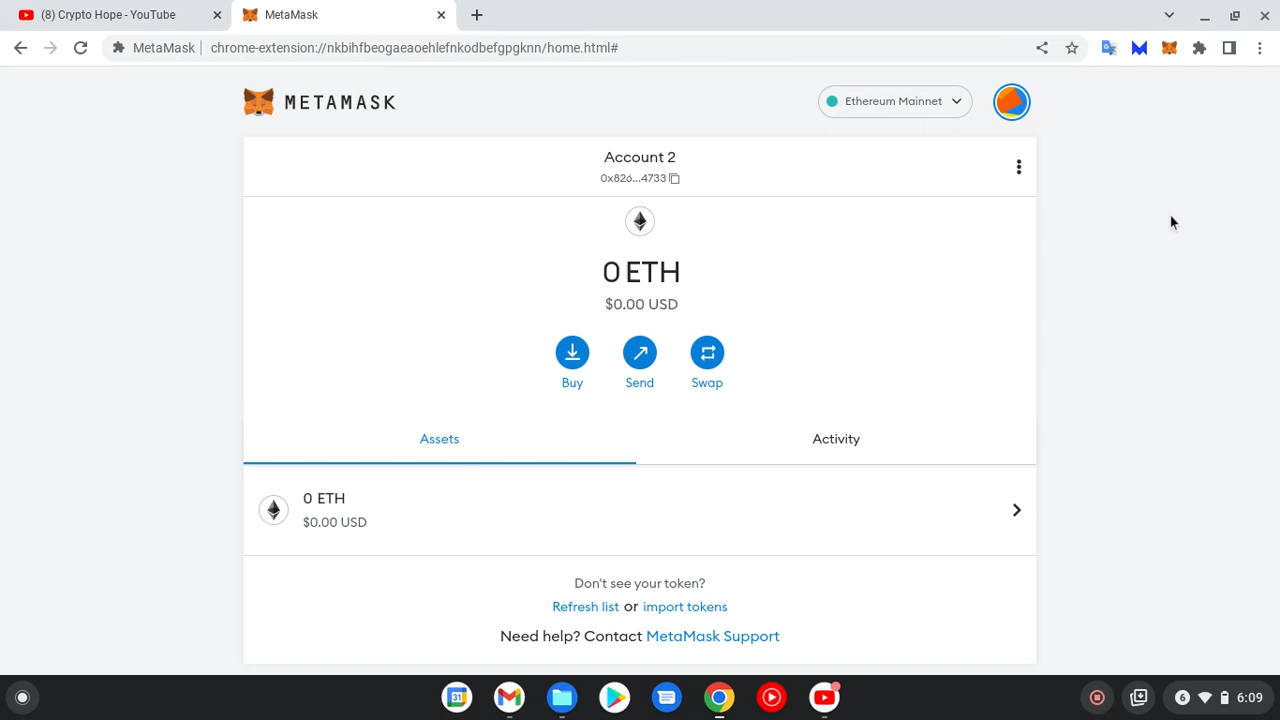 (8) Crypto Hope - YouTube
MetaMask
MetaMask
chrome-extension://nkbihfbeogaeaoehlefnkodbefgpgknn/home.html#
METAMASK
Ethereum Mainnet
Account 2
0x826...4733
0 ETH
$0.00 USD
Buy
Send
Swap
Assets
Activity
0 ETH
$0.00 USD
Don't see your token?
Refresh list or import tokens
Need help? Contact MetaMask Support
31
6
6:09